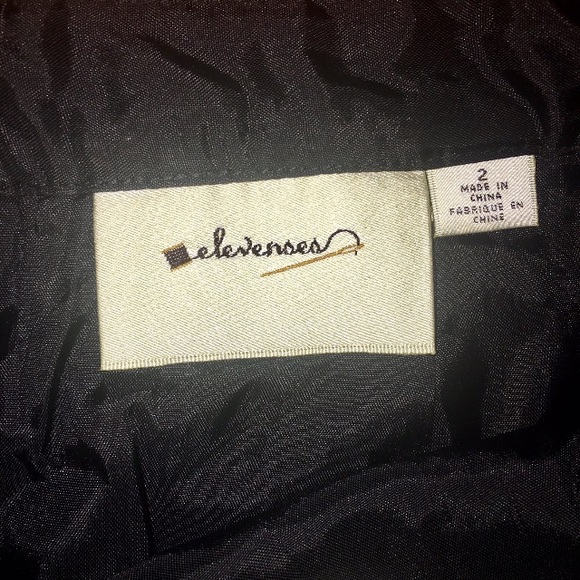 elevenses
2
MADE IN
CHINA
FABRIQUE EN
CHINE